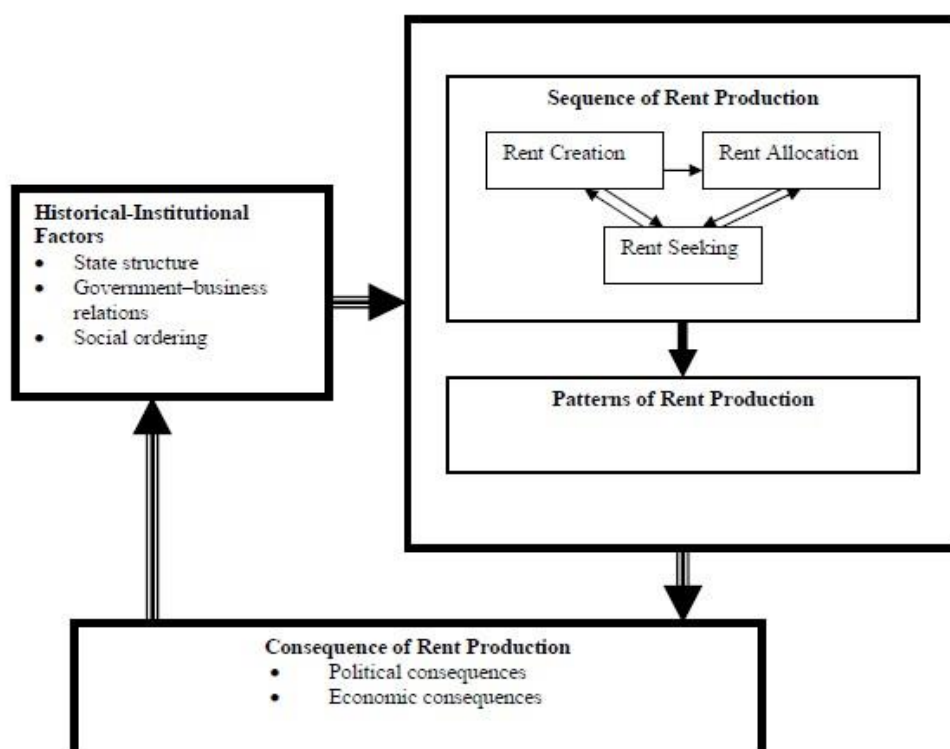 Sequence of Rent Production
Rent Creation
Rent Allocation
Rent Seeking
Historical-Institutional
Factors
• State structure
• Government–business
relations
• Social ordering
Patterns of Rent Production
Consequence of Rent Production
• Political consequences
• Economic consequences